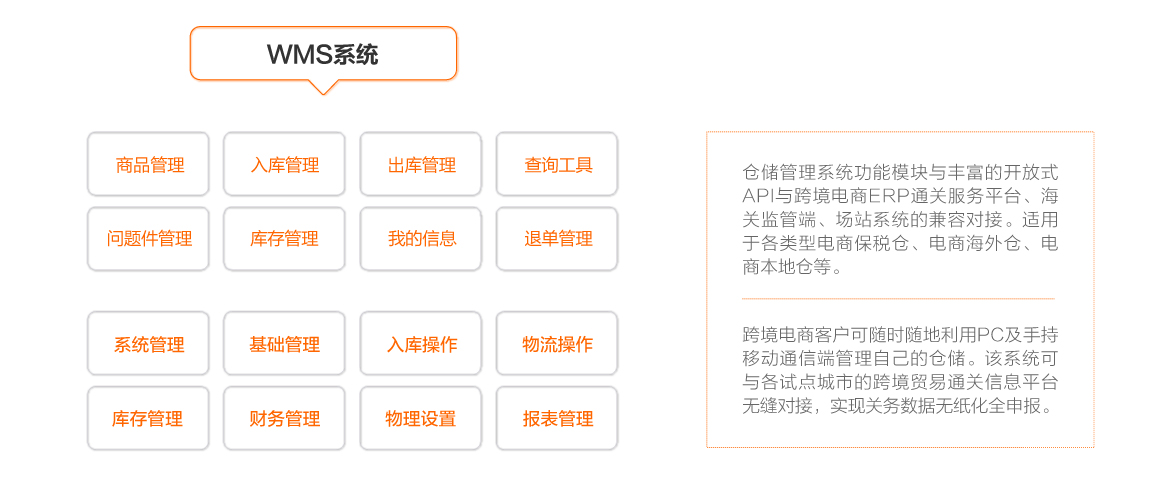 WMS系统
商品管理
入库管理
出库管理
查询工具
问题件管理
库存管理
我的信息
退单管理
系统管理
基础管理
入库操作
物流操作
库存管理
财务管理
物理设置
报表管理
仓储管理系统功能模块与丰富的开放式
API与跨境电商ERP通关服务平台、海
关监管端、场站系统的兼容对接。适用
于各类型电商保税仓、电商海外仓、电
商本地仓等。
跨境电商客户可随时随地利用PC及手持
移动通信端管理自己的仓储。该系统可
与各试点城市的跨境贸易通关信息平台
无缝对接，实现关务数据无纸化全申报。